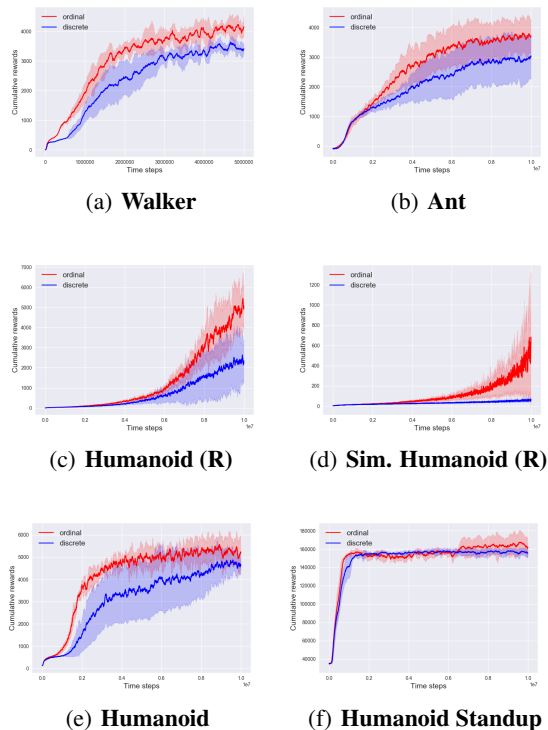 ordinal
discrete
Cumulative rewards
4000
3000
2000
1000
0
0 1000000 2000000 3000000 4000000 5000000
Time steps
(a) Walker
ordinal
discrete
Cumulative rewards
4000
3000
2000
1000
0
0.0 0.2 0.4 0.6 0.8 1.0
1e7
Time steps
(b) Ant
ordinal
discrete
Cumulative rewards
7000
6000
5000
4000
3000
2000
1000
0
0.0 0.2 0.4 0.6 0.8 1.0
1e7
Time steps
(c) Humanoid (R)
ordinal
discrete
Cumulative rewards
1200
1000
800
600
400
200
0
0.0 0.2 0.4 0.6 0.8 1.0
1e7
Time steps
(d) Sim. Humanoid (R)
ordinal
discrete
Cumulative rewards
6000
5000
4000
3000
2000
1000
0
0.0 0.2 0.4 0.6 0.8 1.0
1e7
Time steps
(e) Humanoid
ordinal
discrete
Cumulative rewards
180000
160000
140000
120000
100000
80000
60000
40000
0.0 0.2 0.4 0.6 0.8 1.0
1e7
Time steps
(f) Humanoid Standup